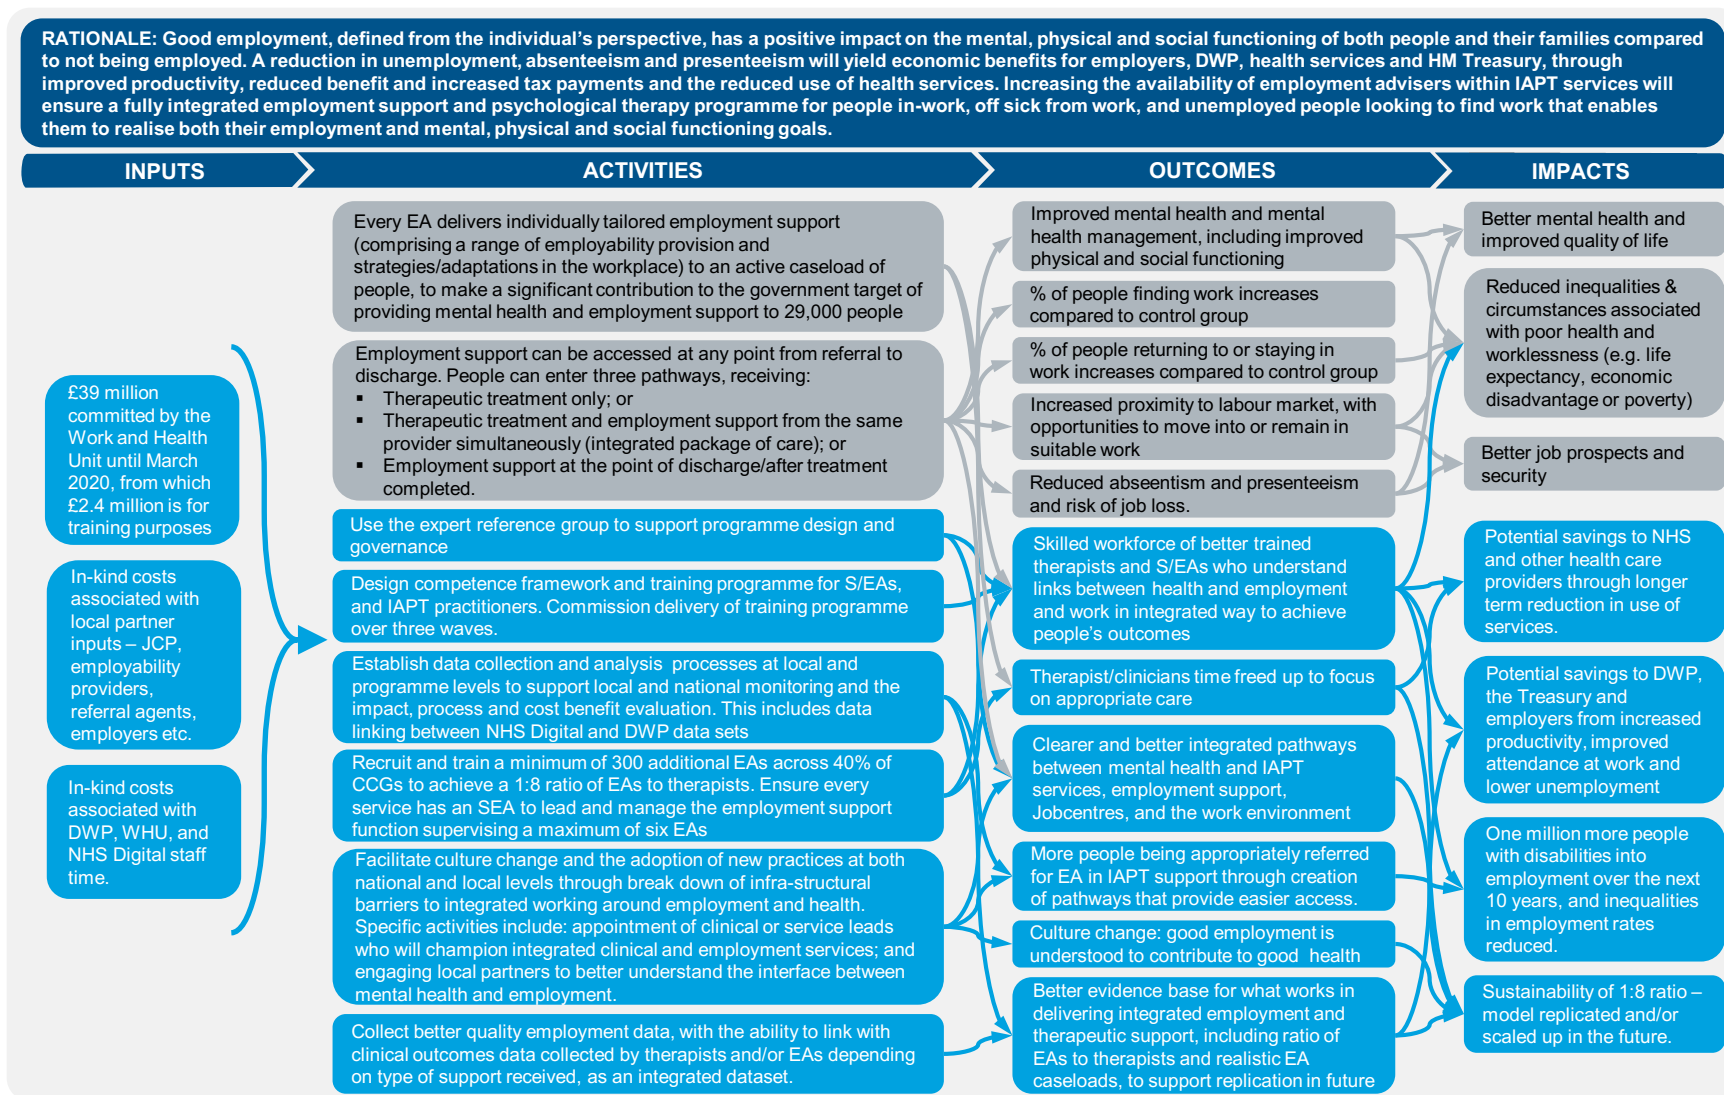 RATIONALE: Good employment, defined from the individual's perspective, has a positive impact on the mental, physical and social functioning of both people and their families compared
to not being employed. A reduction in unemployment, absenteeism and presenteeism will yield economic benefits for employers, DWP, health services and HM Treasury, through
improved productivity, reduced benefit and increased tax payments and the reduced use of health services. Increasing the availability of employment advisers within IAPT services will
ensure a fully integrated employment support and psychological therapy programme for people in-work, off sick from work, and unemployed people looking to find work that enables
them to realise both their employment and mental, physical and social functioning goals.
INPUTS
ACTIVITIES
OUTCOMES
IMPACTS
£39 million
committed by the
Work and Health
Unit until March
2020, from which
£2.4 million is for
training purposes
In-kind costs
associated with
local partner
inputs – JCP,
employability
providers,
referral agents,
employers etc.
In-kind costs
associated with
DWP, WHU, and
NHS Digital staff
time.
Every EA delivers individually tailored employment support
(comprising a range of employability provision and
strategies/adaptations in the workplace) to an active caseload of
people, to make a significant contribution to the government target of
providing mental health and employment support to 29,000 people
Employment support can be accessed at any point from referral to
discharge. People can enter three pathways, receiving:
▪ Therapeutic treatment only; or
▪ Therapeutic treatment and employment support from the same
provider simultaneously (integrated package of care); or
▪ Employment support at the point of discharge/after treatment
completed.
Use the expert reference group to support programme design and
governance
Design competence framework and training programme for S/EAs,
and IAPT practitioners. Commission delivery of training programme
over three waves.
Establish data collection and analysis processes at local and
programme levels to support local and national monitoring and the
impact, process and cost benefit evaluation. This includes data
linking between NHS Digital and DWP data sets
Recruit and train a minimum of 300 additional EAs across 40% of
CCGs to achieve a 1:8 ratio of EAs to therapists. Ensure every
service has an SEA to lead and manage the employment support
function supervising a maximum of six EAs
Facilitate culture change and the adoption of new practices at both
national and local levels through break down of infra-structural
barriers to integrated working around employment and health.
Specific activities include: appointment of clinical or service leads
who will champion integrated clinical and employment services; and
engaging local partners to better understand the interface between
mental health and employment.
Collect better quality employment data, with the ability to link with
clinical outcomes data collected by therapists and/or EAs depending
on type of support received, as an integrated dataset.
Improved mental health and mental
health management, including improved
physical and social functioning
% of people finding work increases
compared to control group
% of people returning to or staying in
work increases compared to control group
Increased proximity to labour market, with
opportunities to move into or remain in
suitable work
Reduced abseentism and presenteeism
and risk of job loss.
Skilled workforce of better trained
therapists and S/EAs who understand
links between health and employment
and work in integrated way to achieve
people's outcomes
Therapist/clinicians time freed up to focus
on appropriate care
Clearer and better integrated pathways
between mental health and IAPT
services, employment support,
Jobcentres, and the work environment
More people being appropriately referred
for EA in IAPT support through creation
of pathways that provide easier access.
Culture change: good employment is
understood to contribute to good health
Better evidence base for what works in
delivering integrated employment and
therapeutic support, including ratio of
EAs to therapists and realistic EA
caseloads, to support replication in future
Better mental health and
improved quality of life
Reduced inequalities &
circumstances associated
with poor health and
worklessness (e.g. life
expectancy, economic
disadvantage or poverty)
Better job prospects and
security
Potential savings to NHS
and other health care
providers through longer
term reduction in use of
services.
Potential savings to DWP,
the Treasury and
employers from increased
productivity, improved
attendance at work and
lower unemployment
One million more people
with disabilities into
employment over the next
10 years, and inequalities
in employment rates
reduced.
Sustainability of 1:8 ratio –
model replicated and/or
scaled up in the future.